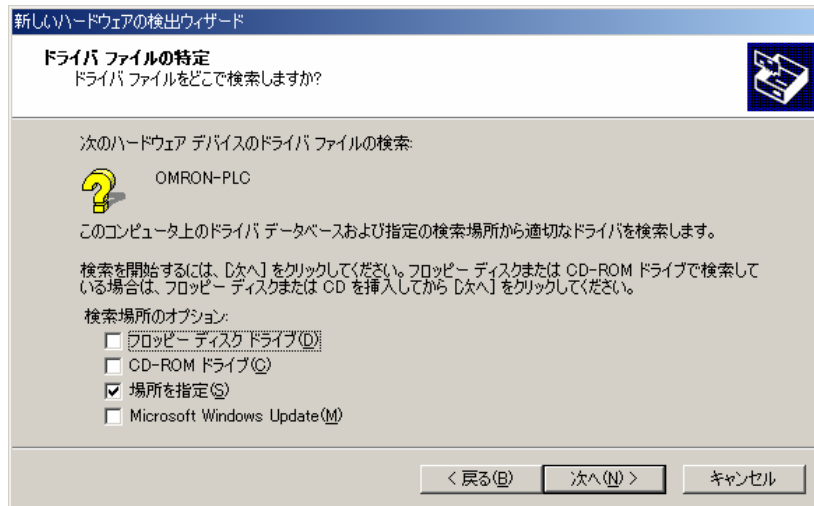 新しいハードウェアの検出ウィザード
ドライバ ファイルの特定
ドライバ ファイルをどこで検索しますか?
次のハードウェア デバイスのドライバ ファイルの検索:
OMRON-PLC
このコンピュータ上のドライバ データベースおよび指定の検索場所から適切なドライバを検索します。
検索を開始するには、[次へ] をクリックしてください。フロッピー ディスクまたは CD-ROM ドライブで検索して
いる場合は、フロッピー ディスクまたは CD を挿入してから [次へ] をクリックしてください。
検索場所のオプション:
フロッピー ディスク ドライブ(D)
CD-ROM ドライブ(C)
場所を指定(S)
Microsoft Windows Update(M)
< 戻る(B) 次へ(N) > キャンセル